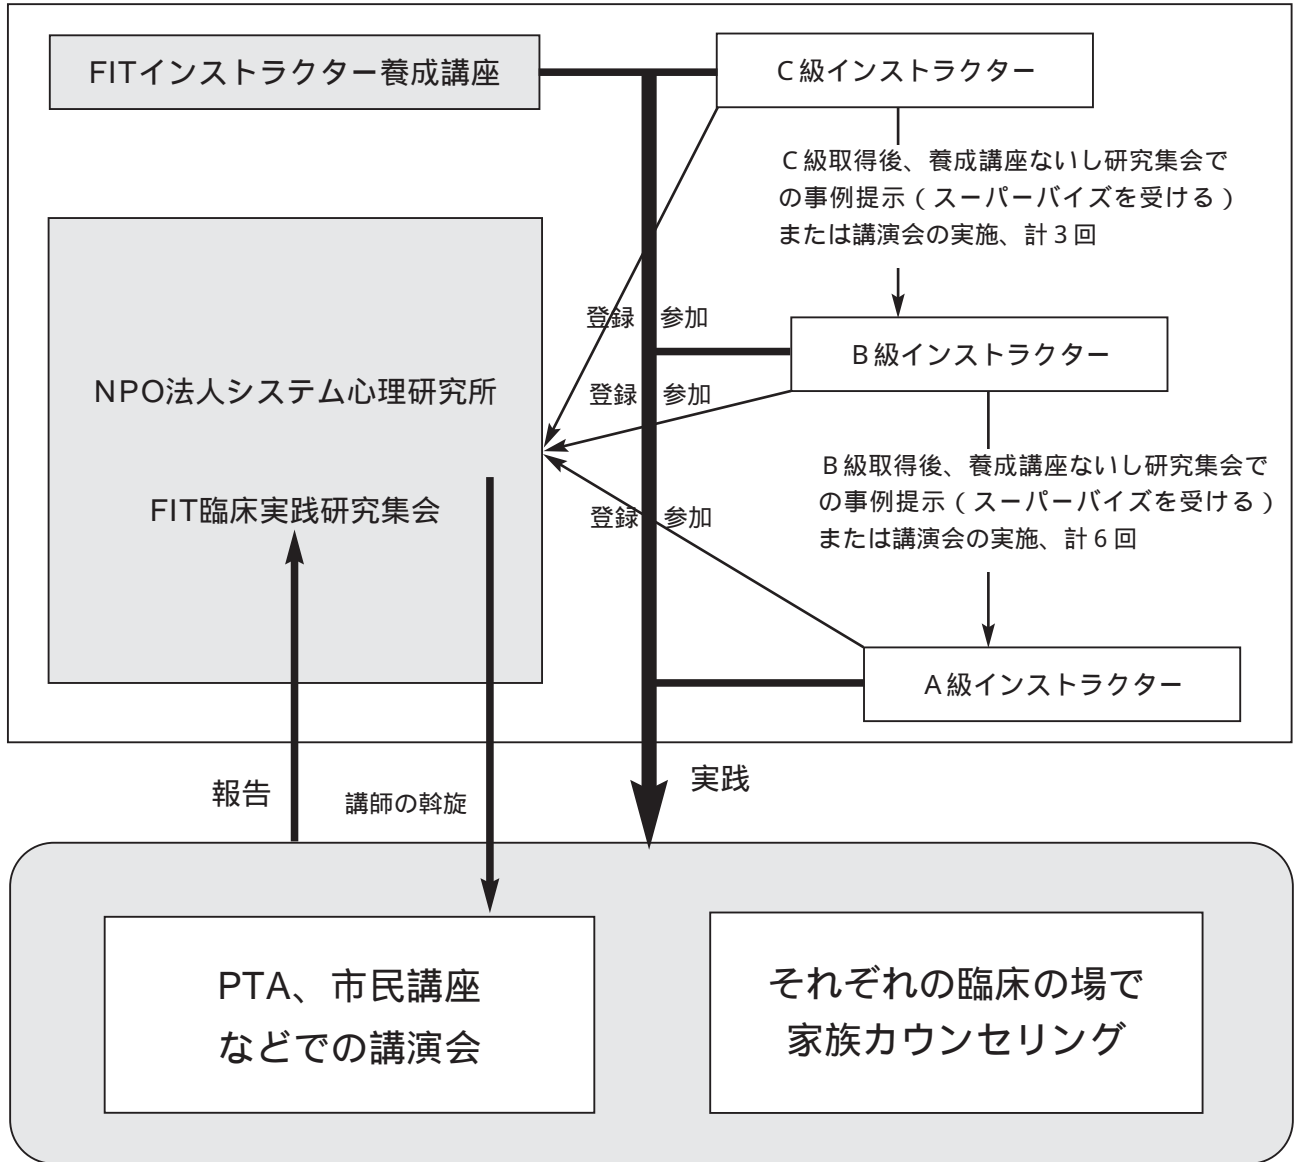 FITインストラクター養成講座
C級インストラクター
C級取得後、養成講座ないし研究集会で
の事例提示（スーパーバイズを受ける）
または講演会の実施、計3回
登録 参加
B級インストラクター
登録 参加
NPO法人システム心理研究所
FIT臨床実践研究集会
B級取得後、養成講座ないし研究集会で
の事例提示（スーパーバイズを受ける）
または講演会の実施、計6回
登録 参加
A級インストラクター
報告
講師の斡旋
実践
PTA、市民講座
などでの講演会
それぞれの臨床の場で
家族カウンセリング